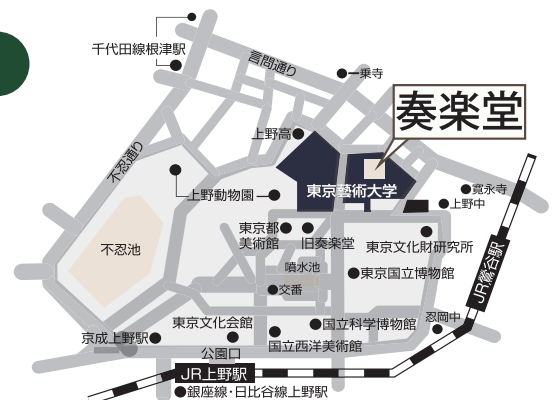 千代田線根津駅
言問通り
一乗寺
奏楽堂
上野高
不忍通り
東京藝術大学
寛永寺
上野中
上野動物園
東京都
美術館
旧奏楽堂
東京文化財研究所
不忍池
噴水池
東京国立博物館
JR鶯谷駅
交番
忍岡中
東京文化会館
国立科学博物館
京成上野駅
国立西洋美術館
公園口
JR上野駅
銀座線・日比谷線上野駅